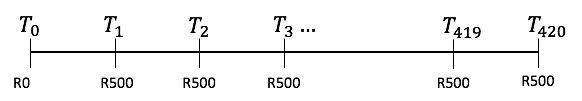 T₀ T₁ T₂ T₃ ... T₄₁₉ T₄₂₀
R0 R500 R500 R500 R500 R500